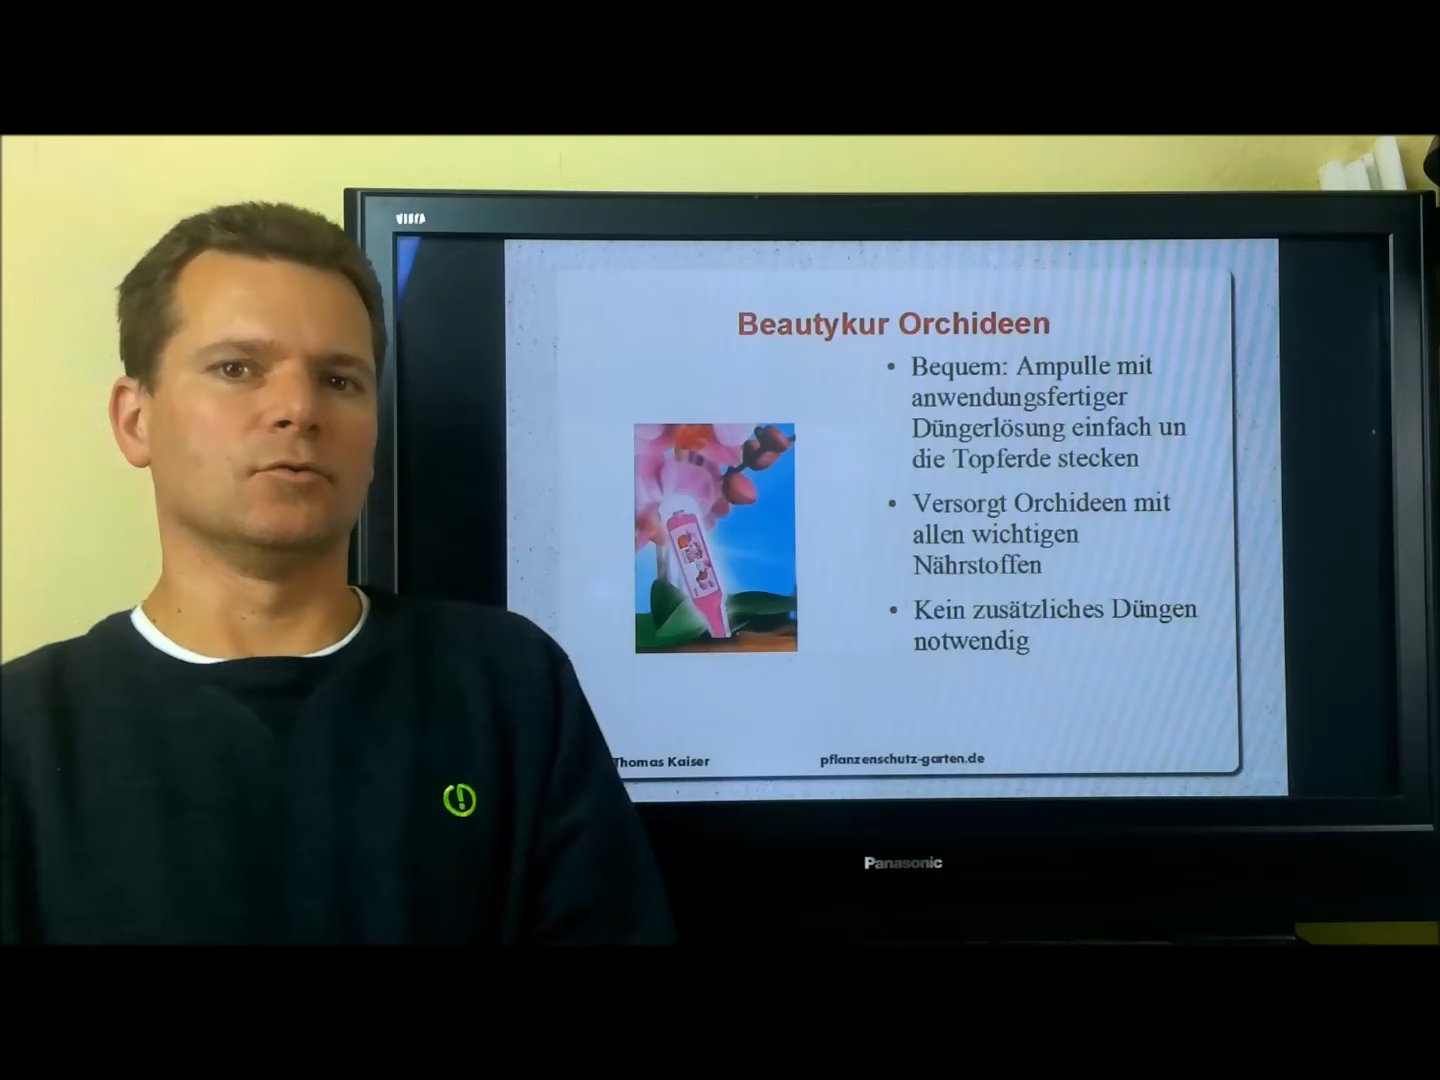 VIERA
Beautykur Orchideen
• Bequem: Ampulle mit
anwendungsfertiger
Düngerlösung einfach un
die Topferde stecken
• Versorgt Orchideen mit
allen wichtigen
Nährstoffen
• Kein zusätzliches Düngen
notwendig
Thomas Kaiser
pflanzenschutz-garten.de
Panasonic